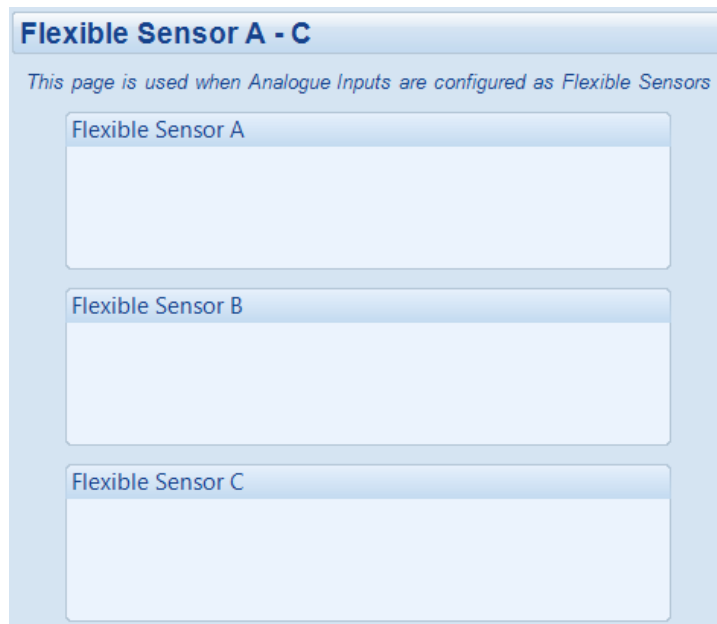 Flexible Sensor A - C
This page is used when Analogue Inputs are configured as Flexible Sensors
Flexible Sensor A
Flexible Sensor B
Flexible Sensor C